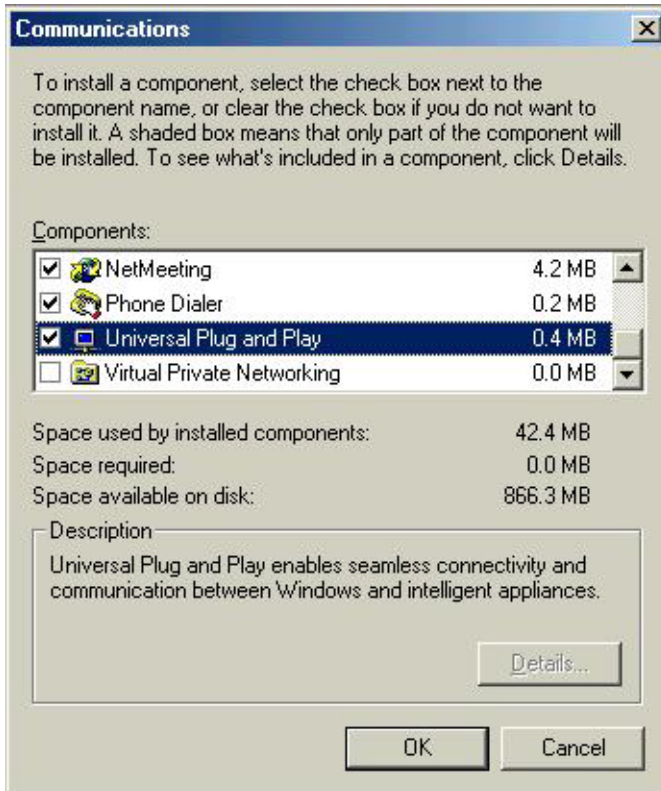 Communications
To install a component, select the check box next to the
component name, or clear the check box if you do not want to
install it. A shaded box means that only part of the component will
be installed. To see what's included in a component, click Details.
Components:
NetMeeting 4.2 MB
Phone Dialer 0.2 MB
Universal Plug and Play 0.4 MB
Virtual Private Networking 0.0 MB
Space used by installed components: 42.4 MB
Space required: 0.0 MB
Space available on disk: 866.3 MB
Description
Universal Plug and Play enables seamless connectivity and
communication between Windows and intelligent appliances.
Details...
OK Cancel